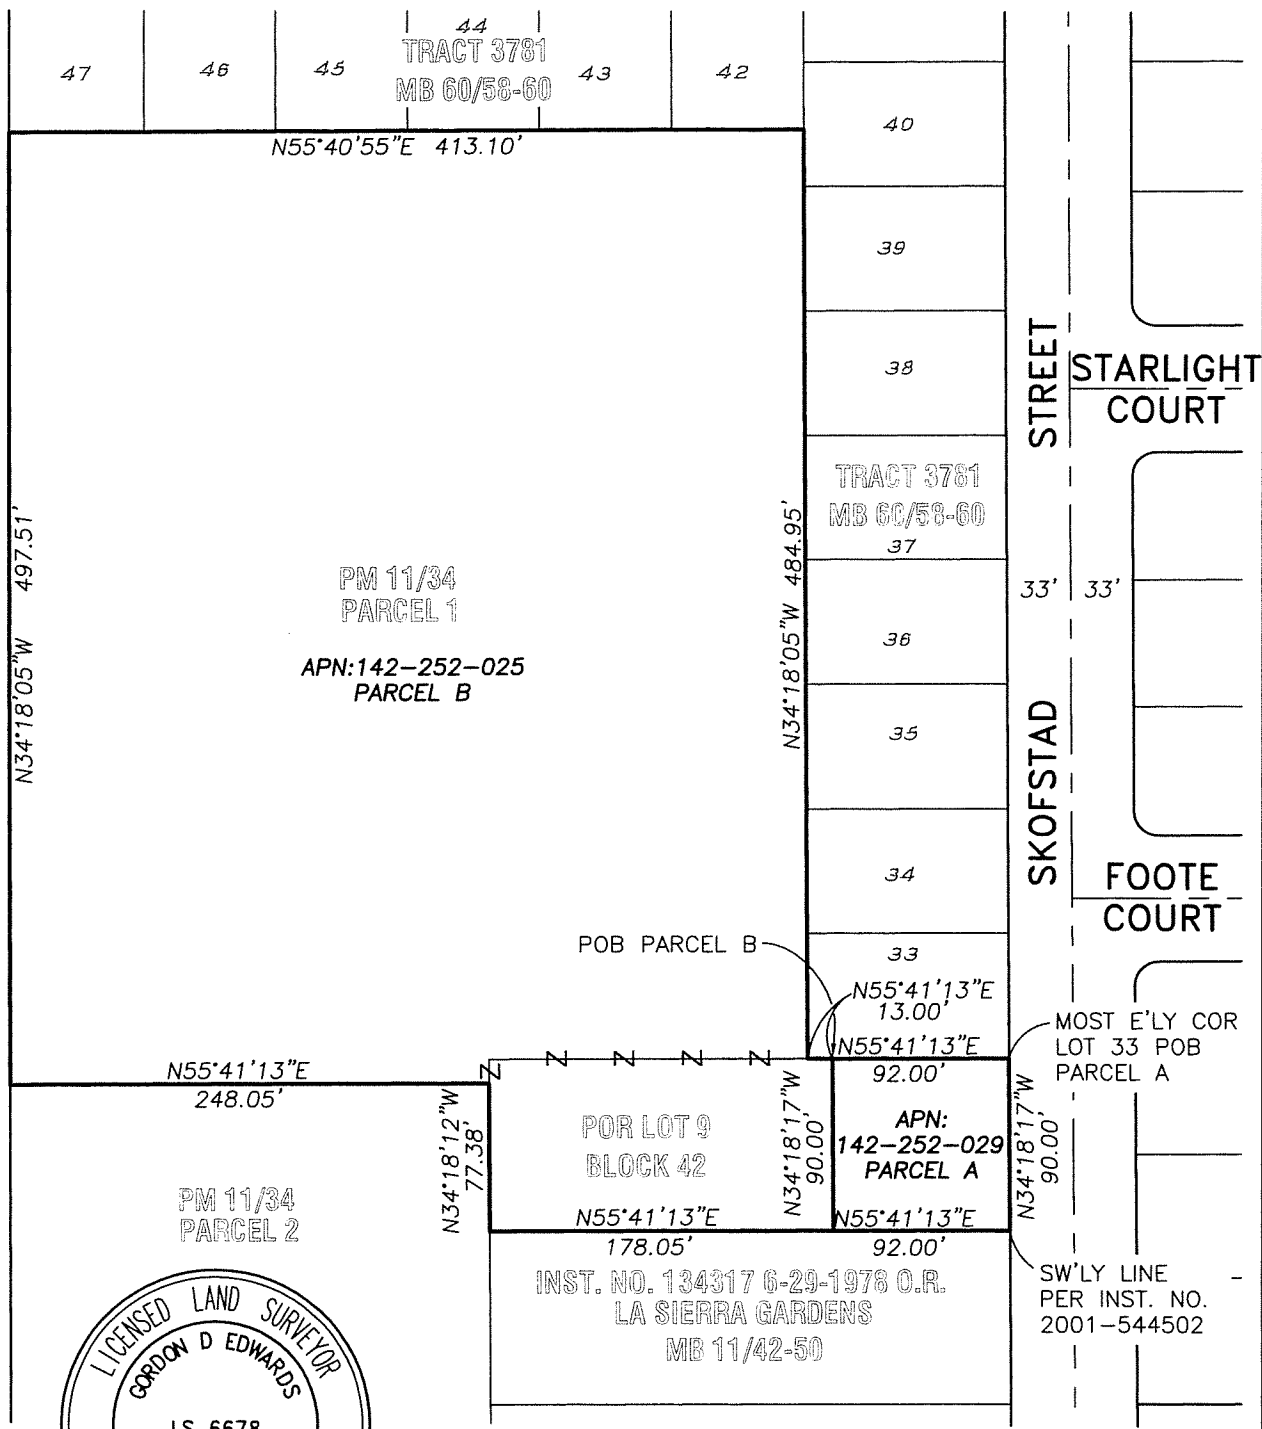 44
47
46
45
TRACT 3781
MB 60/58-60
43
42
40
N55°40'55"E 413.10'
39
38
STREET
STARLIGHT
COURT
TRACT 3781
MB 60/58-60
37
N34°18'05"W 497.51'
N34°18'05"W 484.95'
PM 11/34
PARCEL 1
33'
33'
APN:142-252-025
PARCEL B
36
35
SKOFSTAD
34
FOOTE
COURT
POB PARCEL B
33
N55°41'13"E
13.00'
MOST E'LY COR
LOT 33 POB
PARCEL A
N55°41'13"E
92.00'
N55°41'13"E
248.05'
N34°18'12"W
77.38'
POR LOT 9
BLOCK 42
N34°18'17"W
90.00'
APN:
142-252-029
PARCEL A
N34°18'17"W
90.00'
PM 11/34
PARCEL 2
N55°41'13"E
178.05'
N55°41'13"E
92.00'
INST. NO. 134317 6-29-1978 O.R.
LA SIERRA GARDENS
MB 11/42-50
SW'LY LINE
PER INST. NO.
2001-544502
LICENSED LAND SURVEYOR
GORDON D EDWARDS
LS 6678